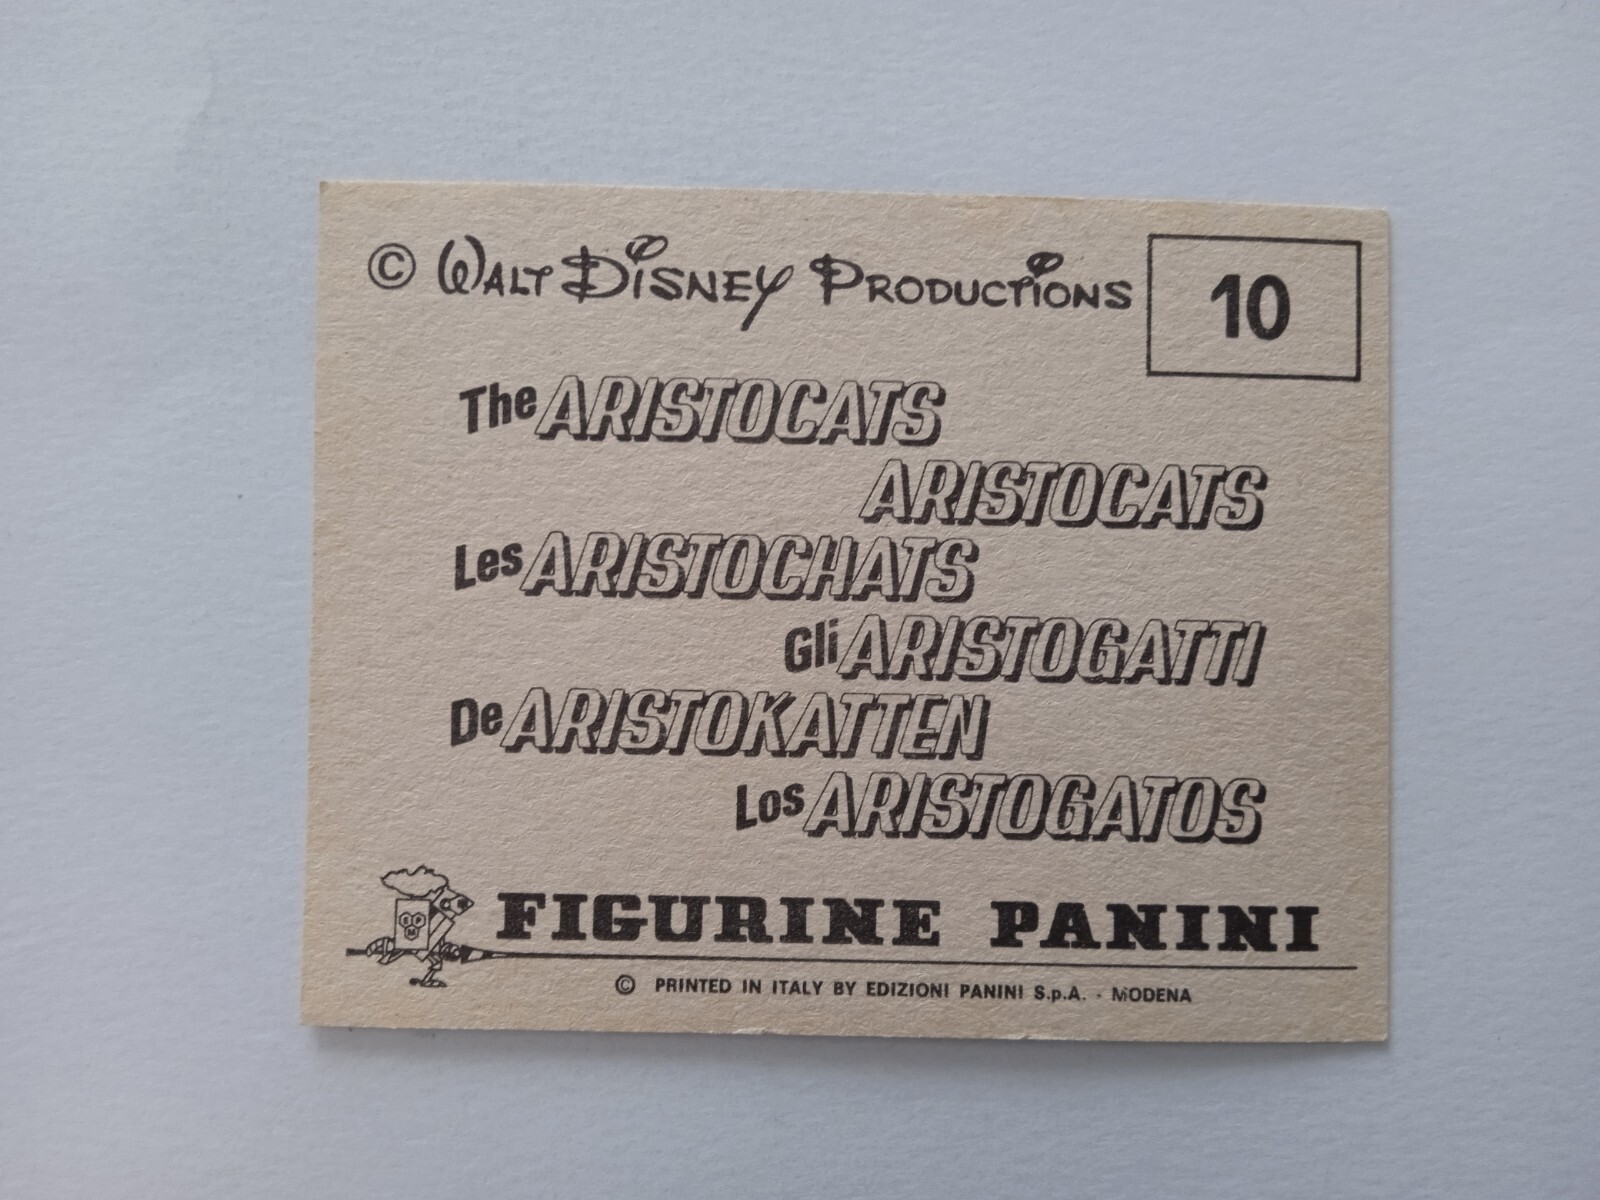 © WALT DISNEY PRODUCTIONS
10
The ARISTOCATS
ARISTOCATS
Les ARISTOCHATS
Gli ARISTOGATTI
De ARISTOKATTEN
Los ARISTOGATOS
EPM
FIGURINE PANINI
© PRINTED IN ITALY BY EDIZIONI PANINI S.p.A. - MODENA